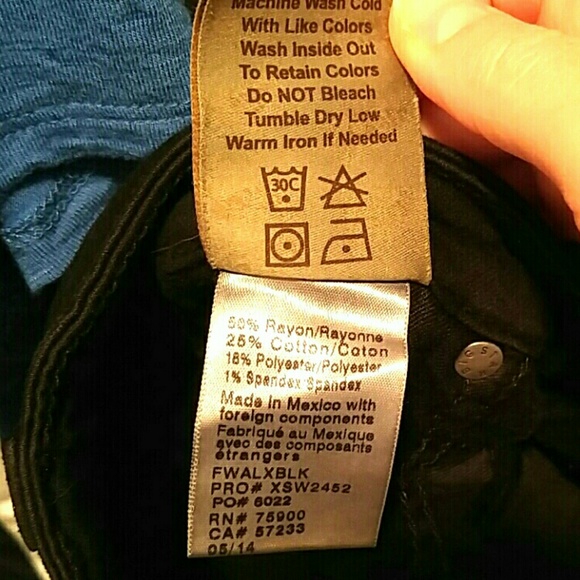 Machine Wash Cold
With Like Colors
Wash Inside Out
To Retain Colors
Do NOT Bleach
Tumble Dry Low
Warm Iron If Needed
30C
Rayon/Rayonne
25% Cotton/Coton
Polyester/Polyester
1% Spandex Spandex
Made In Mexico with
foreign components
Fabriqué au Mexique
avec des composants
étrangers
FWALXBLK
PRO# XSW2452
PO# 6022
RN# 75900
CA# 57233
05/14